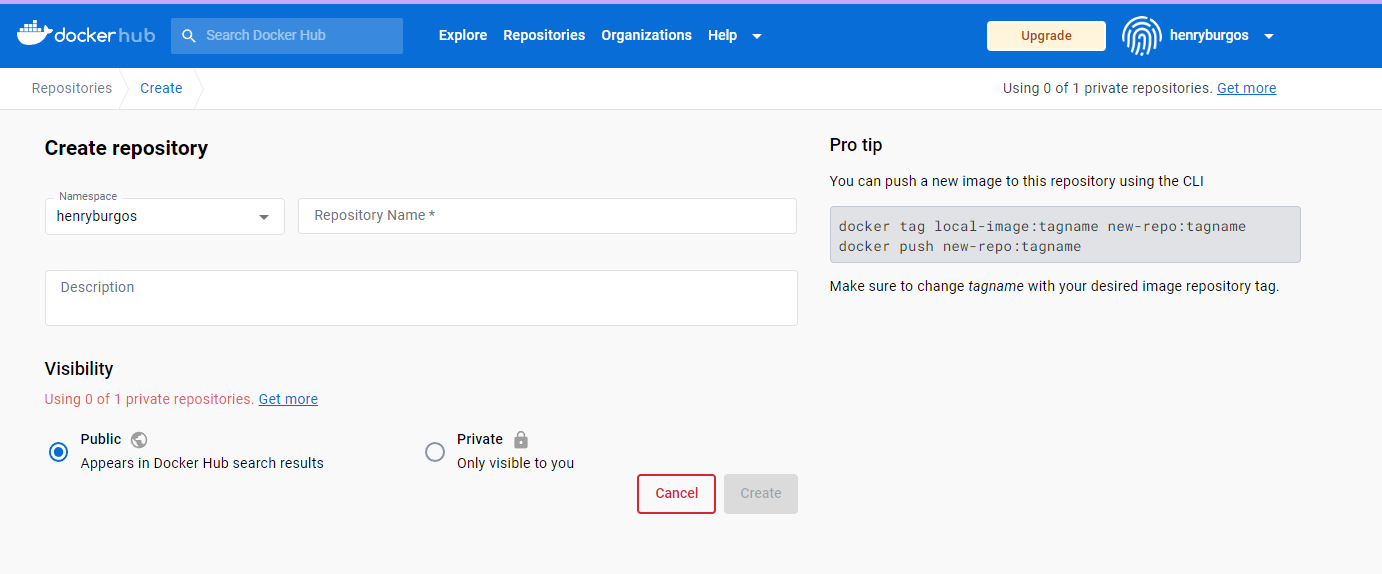 docker hub
Search Docker Hub
Explore Repositories Organizations Help
Upgrade
henryburgos
Repositories Create
Using 0 of 1 private repositories. Get more
Create repository
Namespace
henryburgos
Repository Name *
Description
Visibility
Using 0 of 1 private repositories. Get more
Public
Appears in Docker Hub search results
Private
Only visible to you
Cancel
Create
Pro tip
You can push a new image to this repository using the CLI
docker tag local-image:tagname new-repo:tagname
docker push new-repo:tagname
Make sure to change tagname with your desired image repository tag.